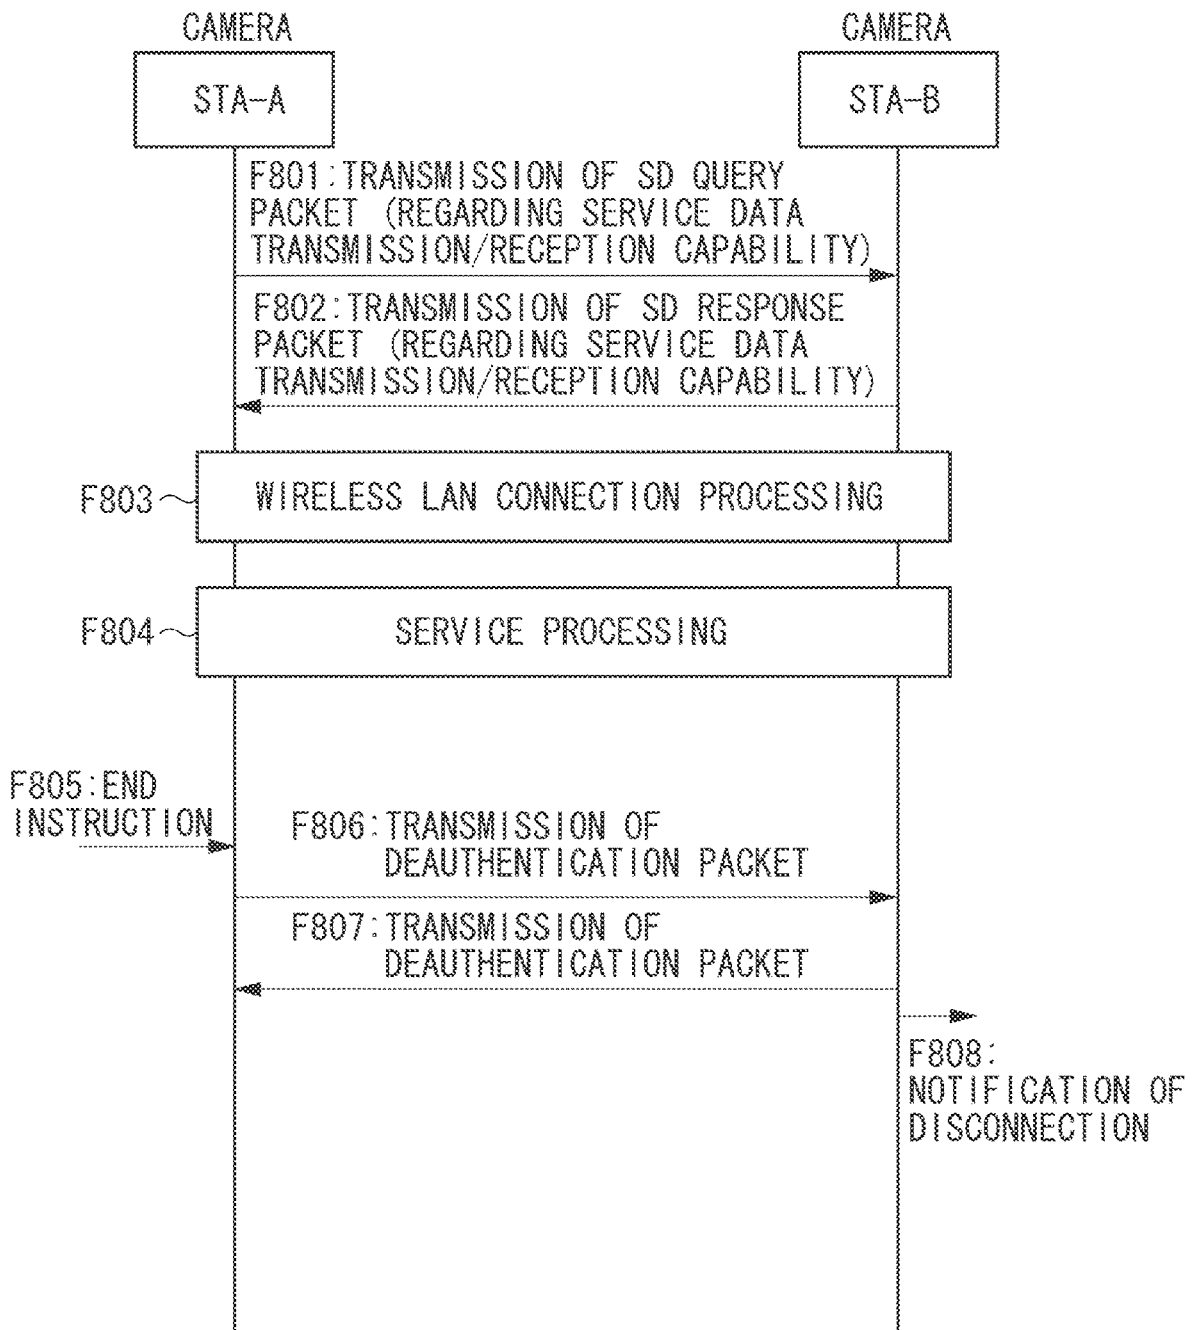 CAMERA
CAMERA
STA-A
STA-B
F801:TRANSMISSION OF SD QUERY
PACKET (REGARDING SERVICE DATA
TRANSMISSION/RECEPTION CAPABILITY)
F802:TRANSMISSION OF SD RESPONSE
PACKET (REGARDING SERVICE DATA
TRANSMISSION/RECEPTION CAPABILITY)
F803
WIRELESS LAN CONNECTION PROCESSING
F804
SERVICE PROCESSING
F805:END
INSTRUCTION
F806:TRANSMISSION OF
DEAUTHENTICATION PACKET
F807:TRANSMISSION OF
DEAUTHENTICATION PACKET
F808:
NOTIFICATION OF
DISCONNECTION